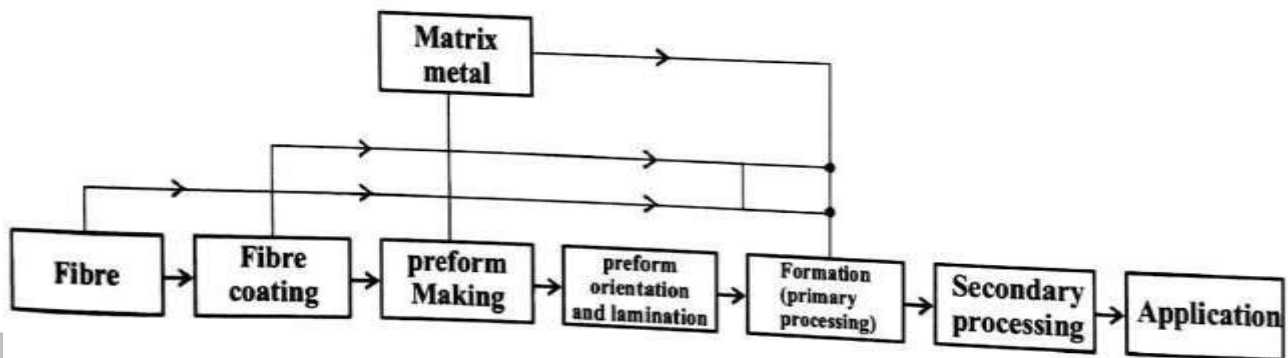 Matrix
metal
Fibre
Fibre
coating
preform
Making
preform
orientation
and lamination
Formation
(primary
processing)
Secondary
processing
Application